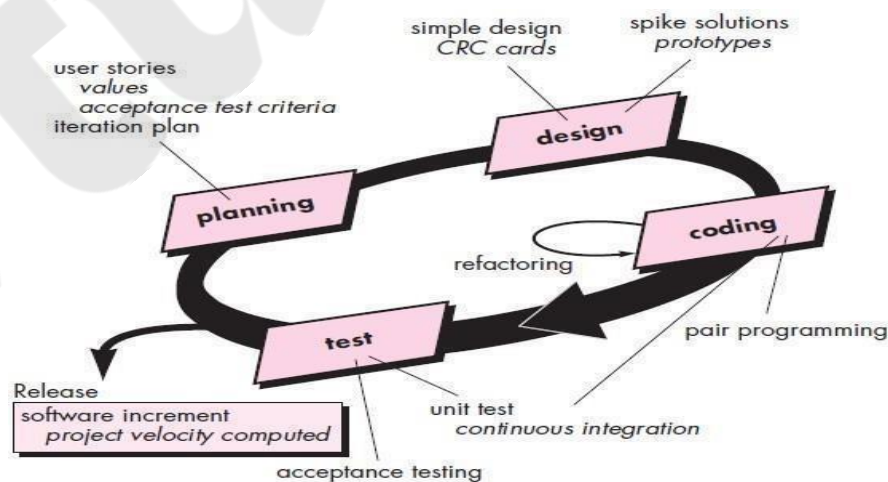 simple design
CRC cards
spike solutions
prototypes
user stories
values
acceptance test criteria
iteration plan
design
planning
coding
refactoring
test
pair programming
Release
software increment
project velocity computed
unit test
continuous integration
acceptance testing